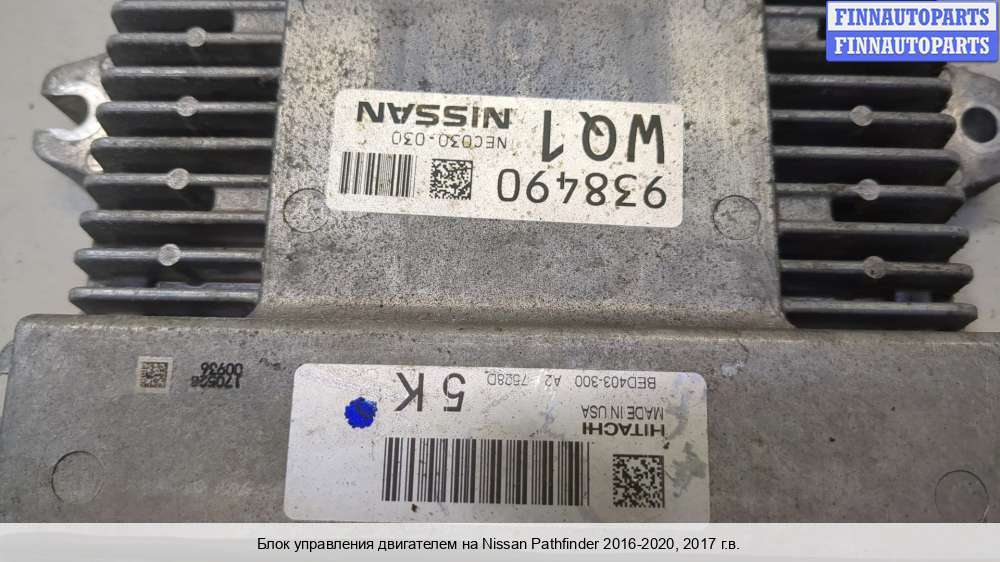 FINNAUTOPARTS
FINNAUTOPARTS
NISSAN
NEC030-030
WQ1
938490
170526
00936
BED403-300 A2 7528D
5K
MADE IN USA
HITACHI
Блок управления двигателем на Nissan Pathfinder 2016-2020, 2017 г.в.